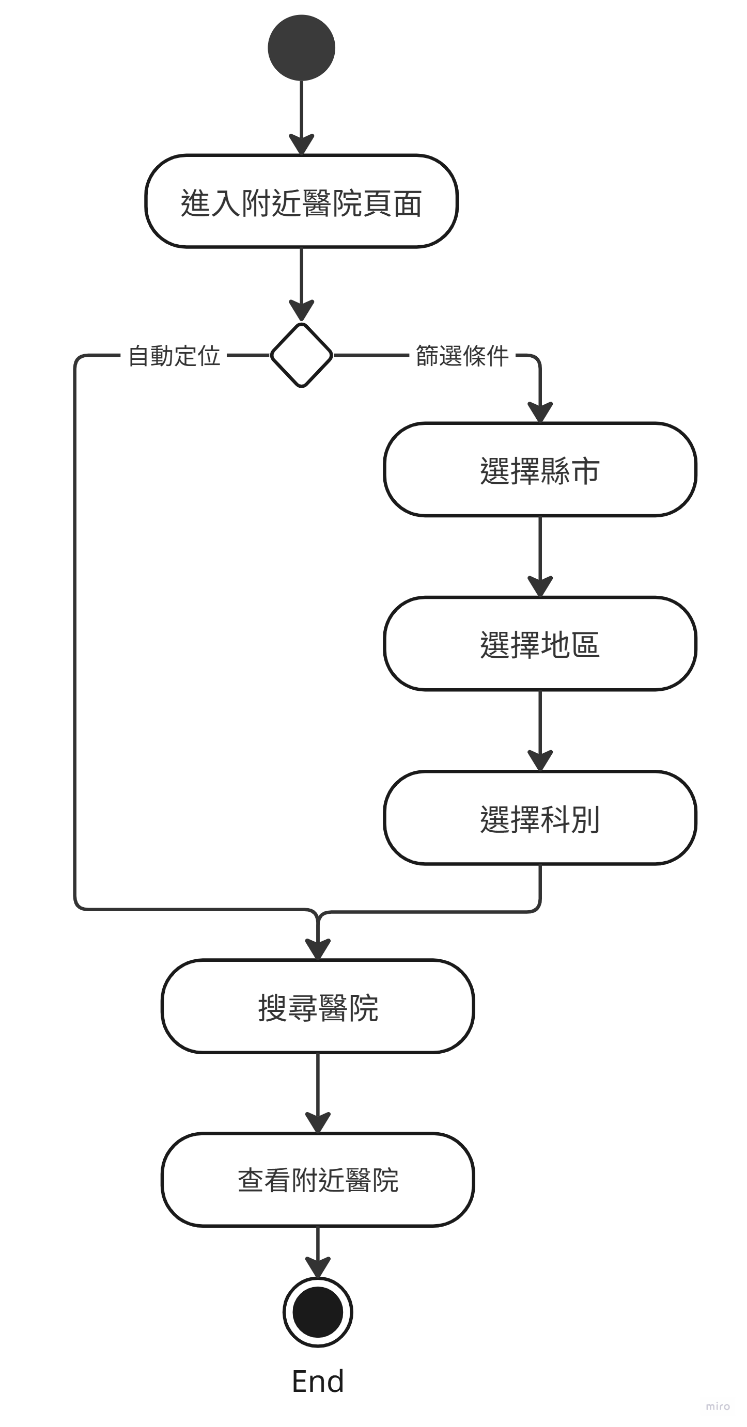 進入附近醫院頁面
自動定位
篩選條件
選擇縣市
選擇地區
選擇科別
搜尋醫院
查看附近醫院
End
miro